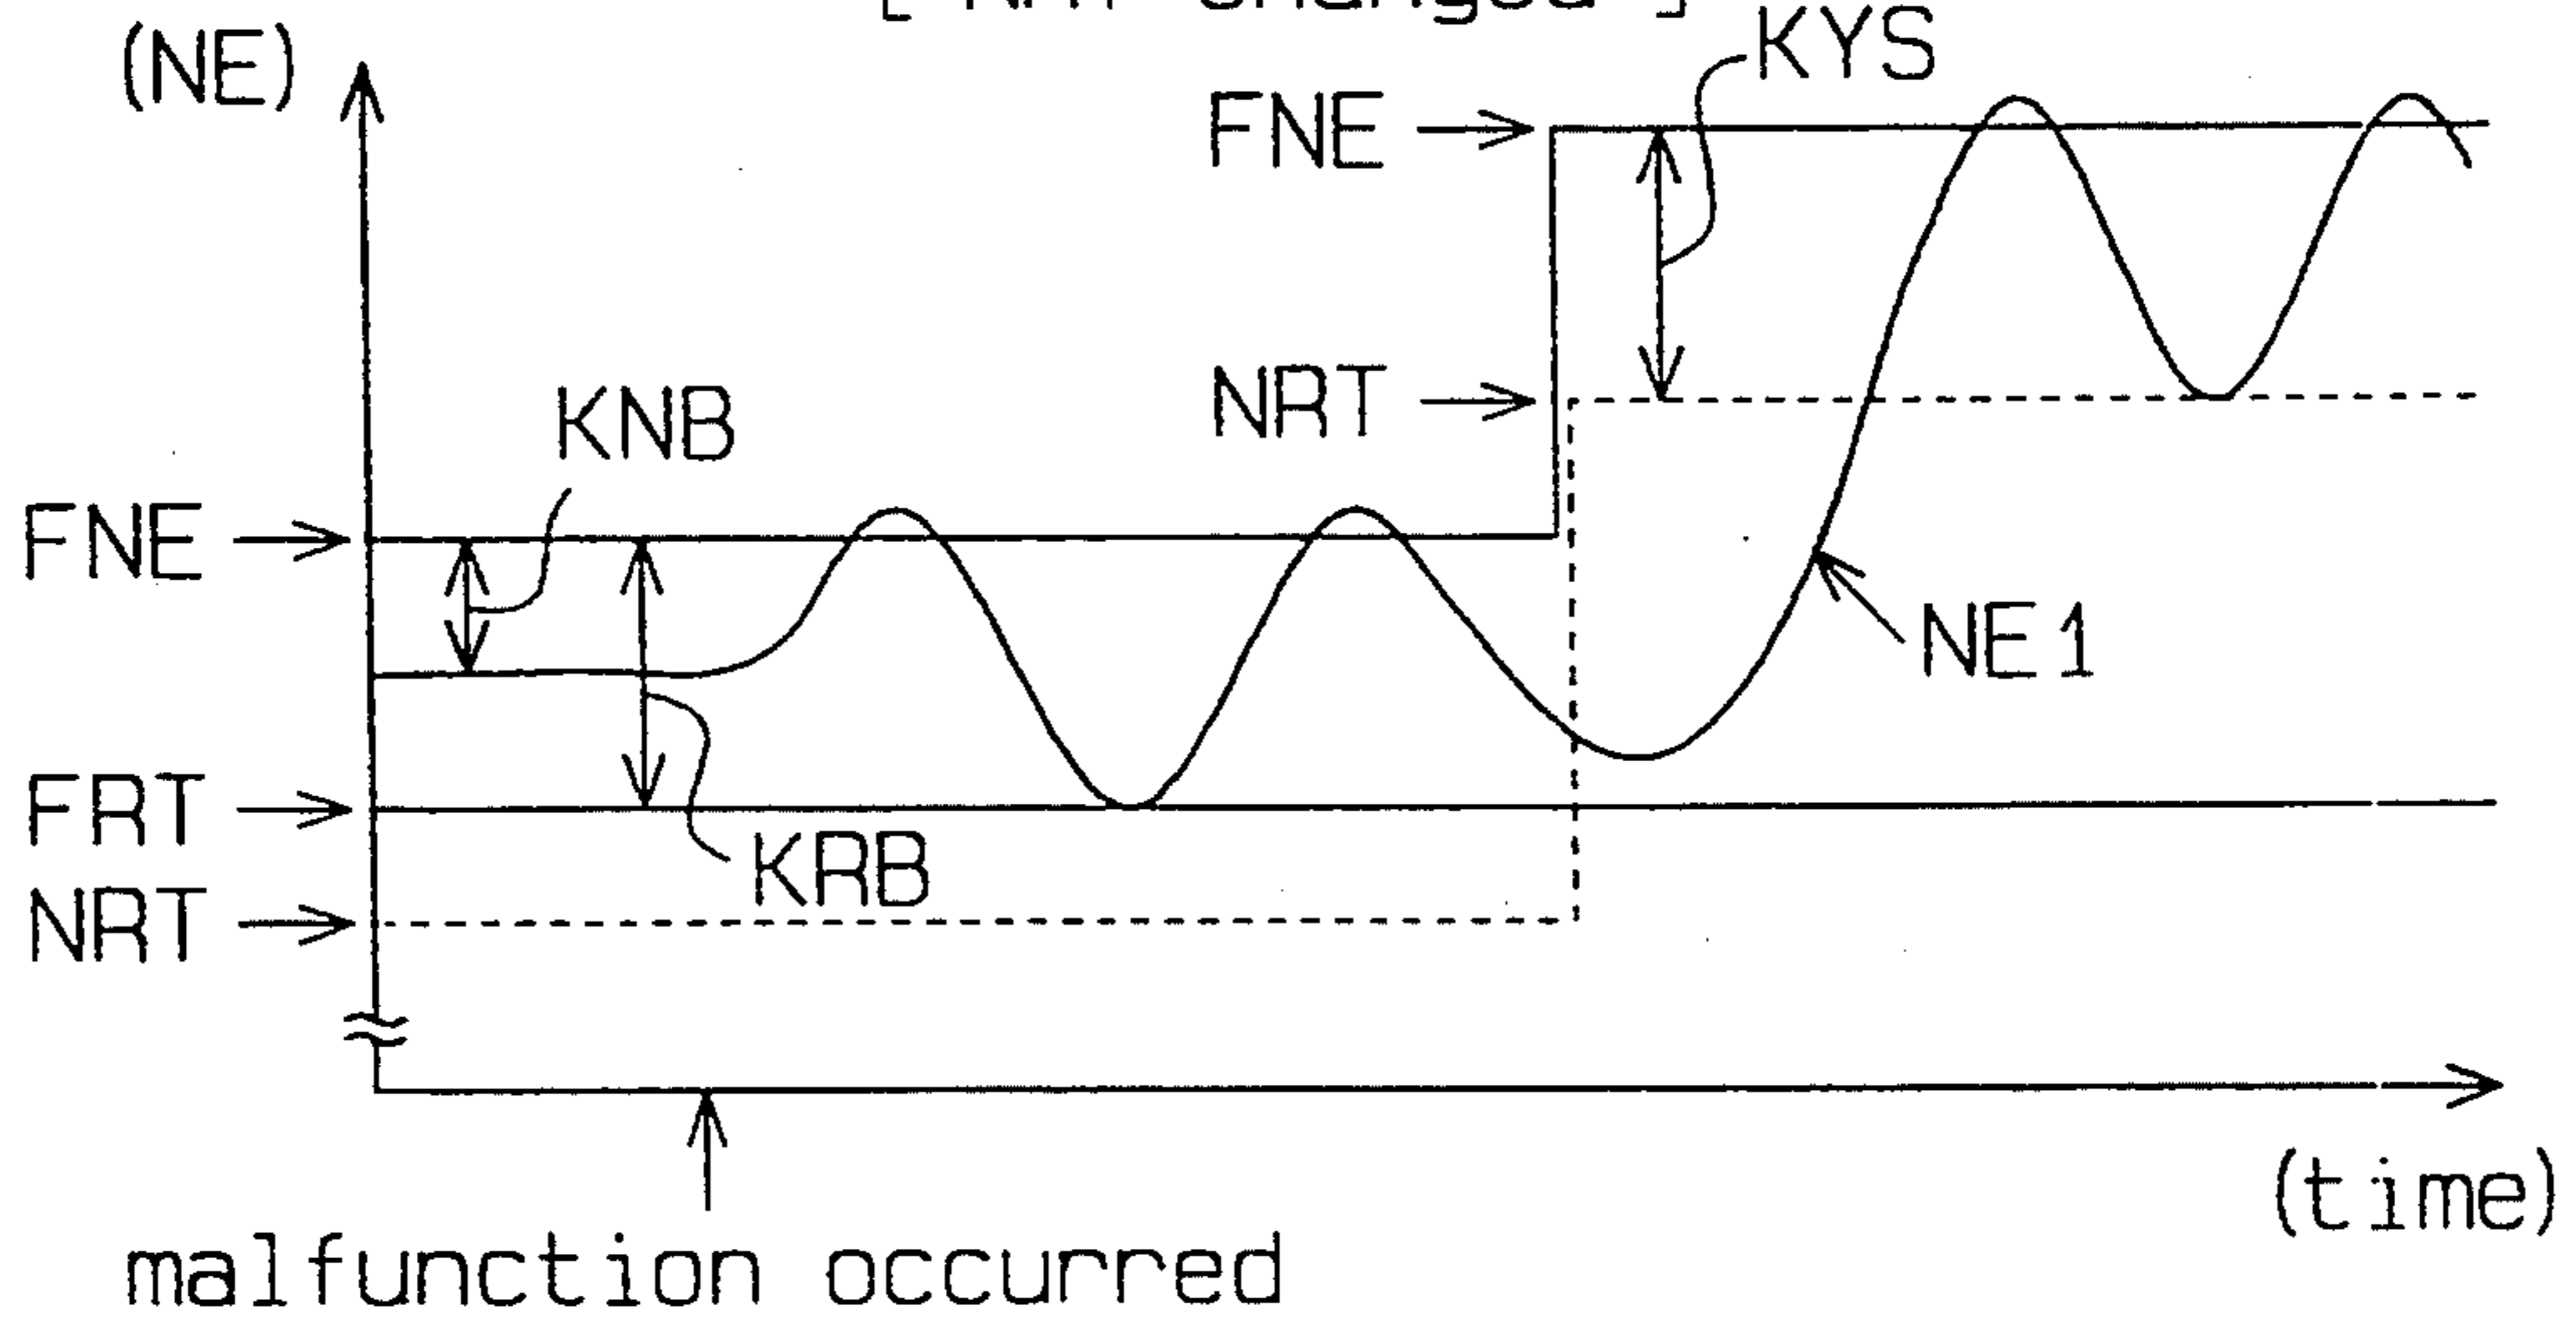 (NE)
KYS
FNE
NRT
KNB
FNE
NE1
FRT
KRB
NRT
(time)
malfunction occurred